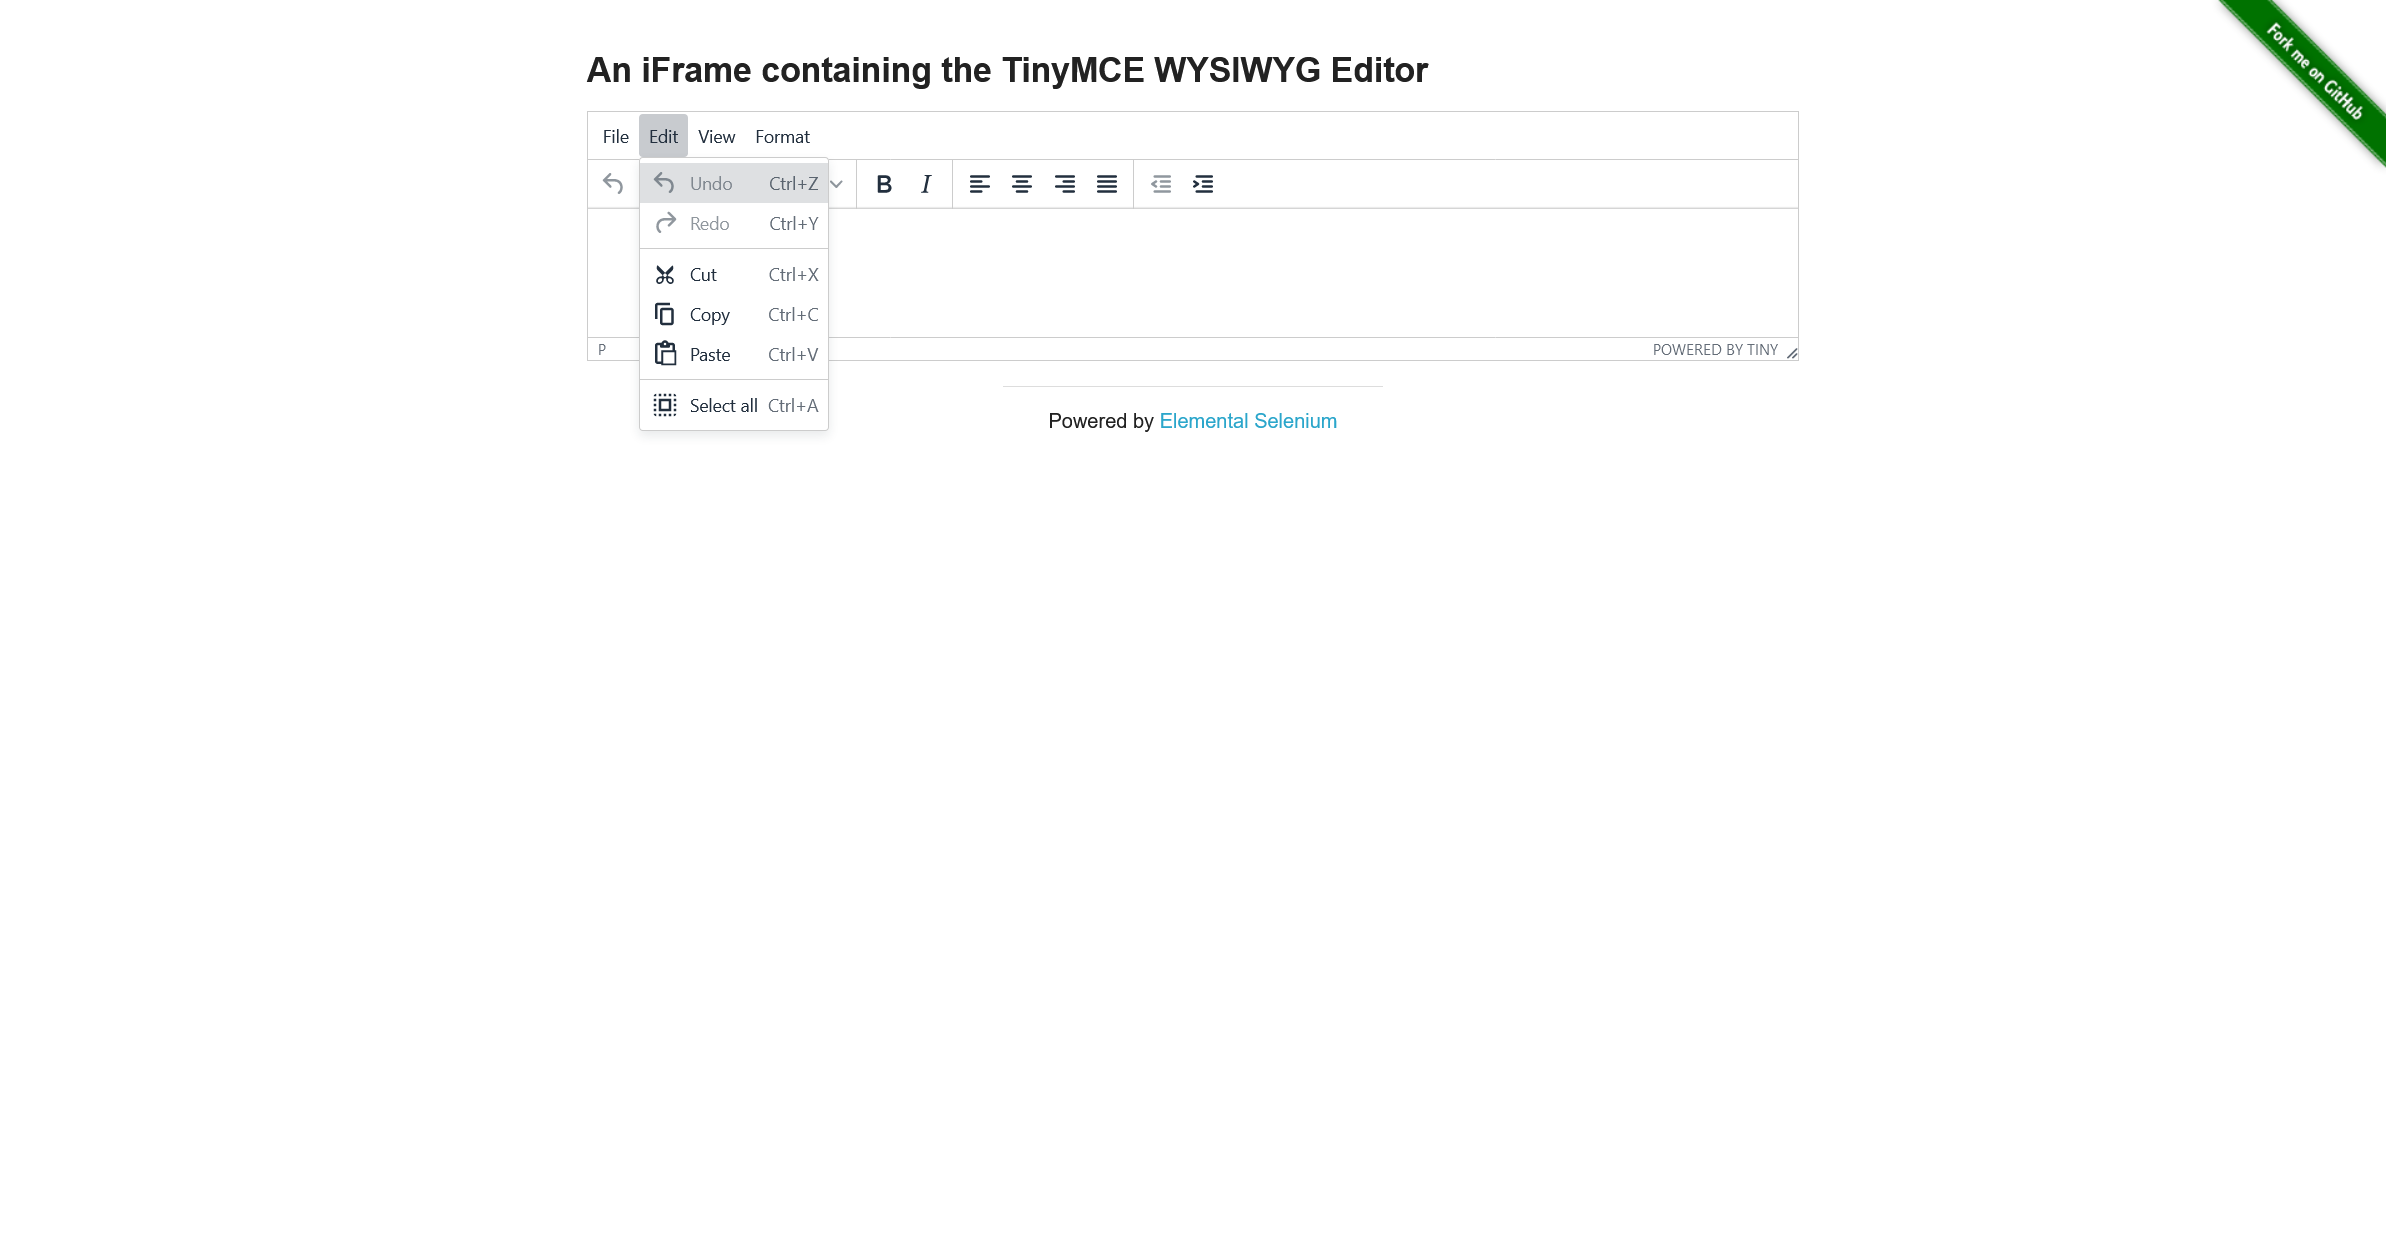 An iFrame containing the TinyMCE WYSIWYG Editor
Fork me on GitHub
File Edit View Format
Undo Ctrl+Z
B I
Redo Ctrl+Y
Cut Ctrl+X
Copy Ctrl+C
Paste Ctrl+V
P
POWERED BY TINY
Select all Ctrl+A
Powered by Elemental Selenium